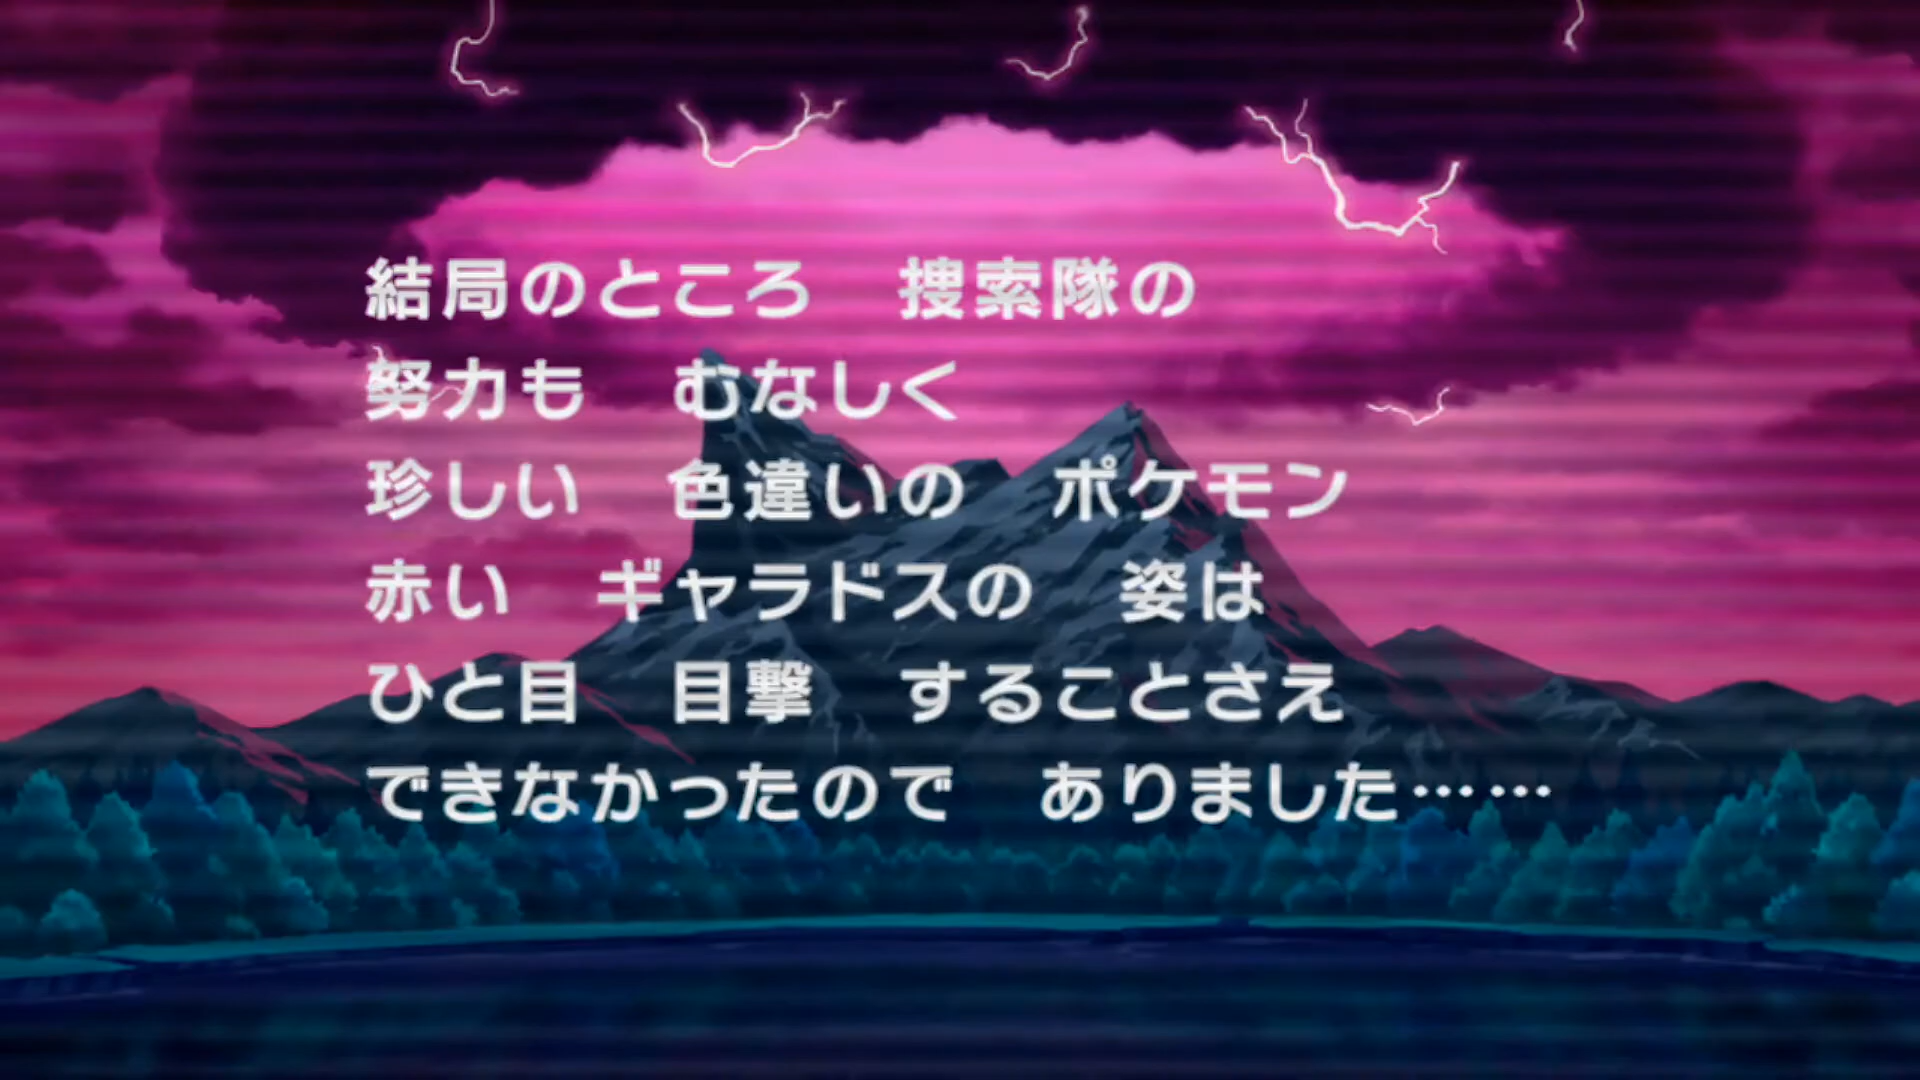 結局のところ　捜索隊の
努力も　むなしく
珍しい　色違いの　ポケモン
赤い　ギャラドスの　姿は
ひと目　目撃　することさえ
できなかったので　ありました……